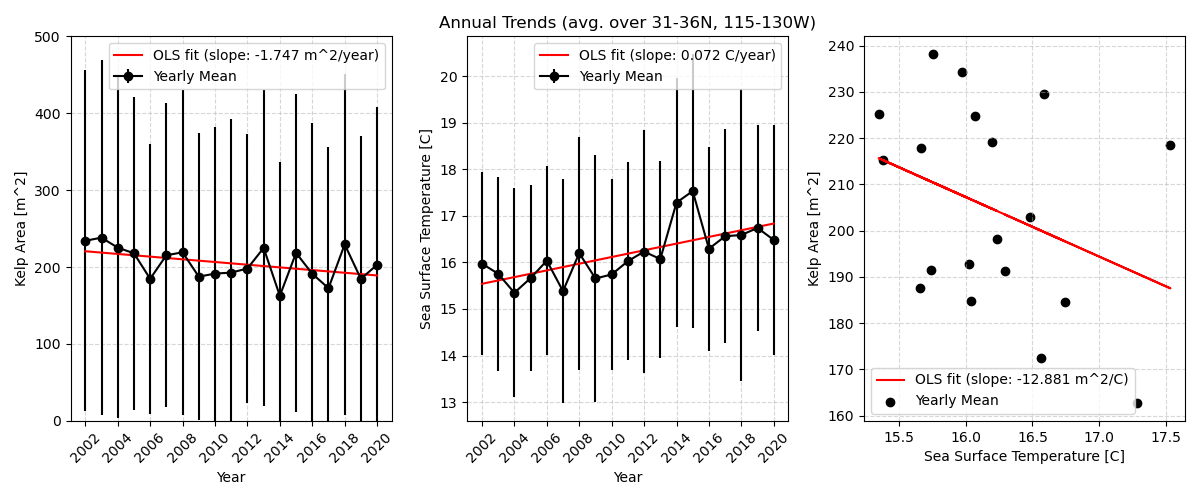 Annual Trends (avg. over 31-36N, 115-130W)
OLS fit (slope: -1.747 m^2/year)
Yearly Mean
500
400
300
200
100
0
Kelp Area [m^2]
2002 2004 2006 2008 2010 2012 2014 2016 2018 2020
Year
OLS fit (slope: 0.072 C/year)
Yearly Mean
20
19
18
17
16
15
14
13
Sea Surface Temperature [C]
2002 2004 2006 2008 2010 2012 2014 2016 2018 2020
Year
240
230
220
210
200
190
180
170
160
Kelp Area [m^2]
OLS fit (slope: -12.881 m^2/C)
Yearly Mean
15.5 16.0 16.5 17.0 17.5
Sea Surface Temperature [C]